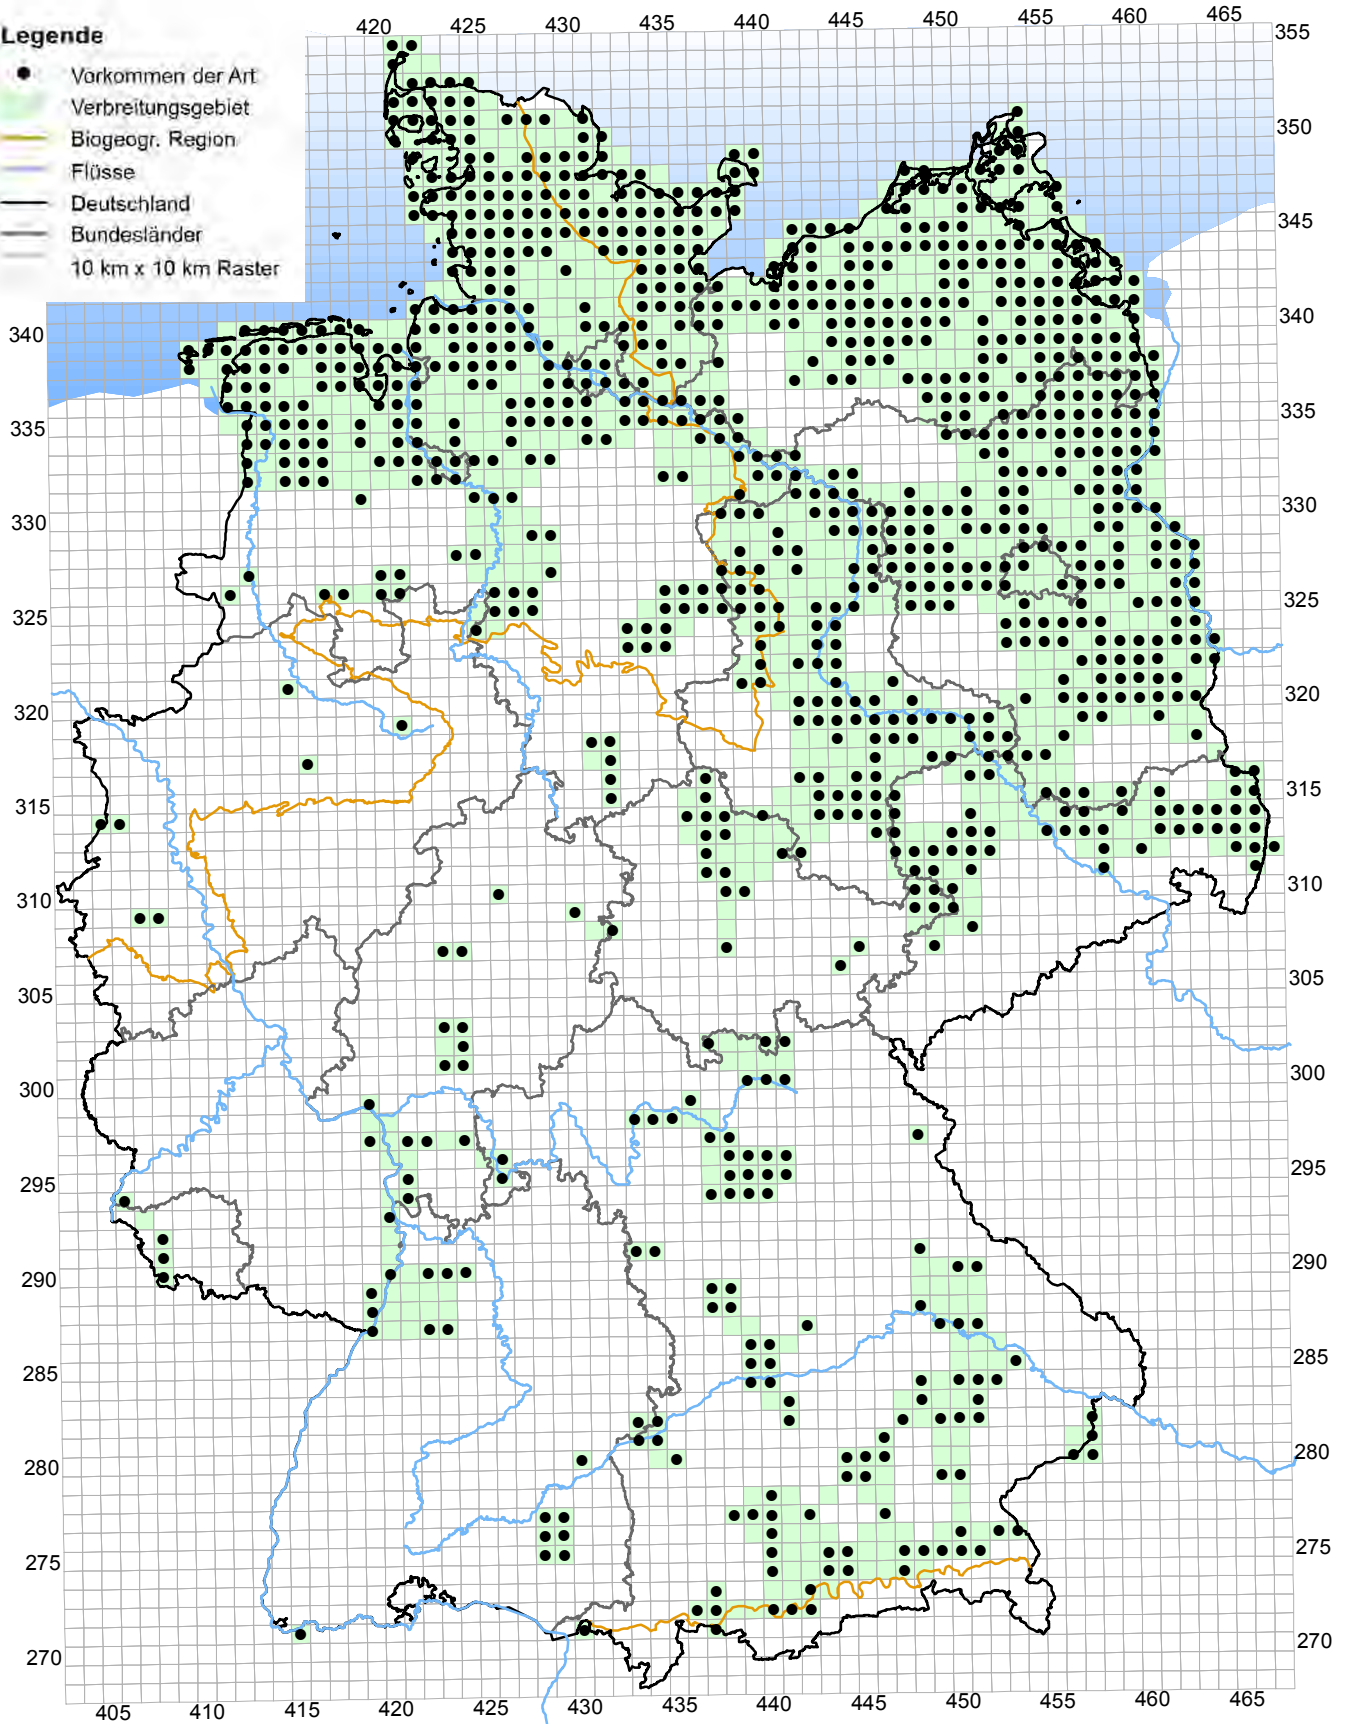 420 425 430 435 440 445 450 455 460 465
355
Legende
Vorkommen der Art
Verbreitungsgebiet
Biogeogr. Region
Flüsse
Deutschland
Bundesländer
10 km x 10 km Raster
350
345
340 340
335 335
330 330
325 325
320 320
315 315
310 310
305 305
300 300
295 295
290 290
285 285
280 280
275 275
270 270
405 410 415 420 425 430 435 440 445 450 455 460 465